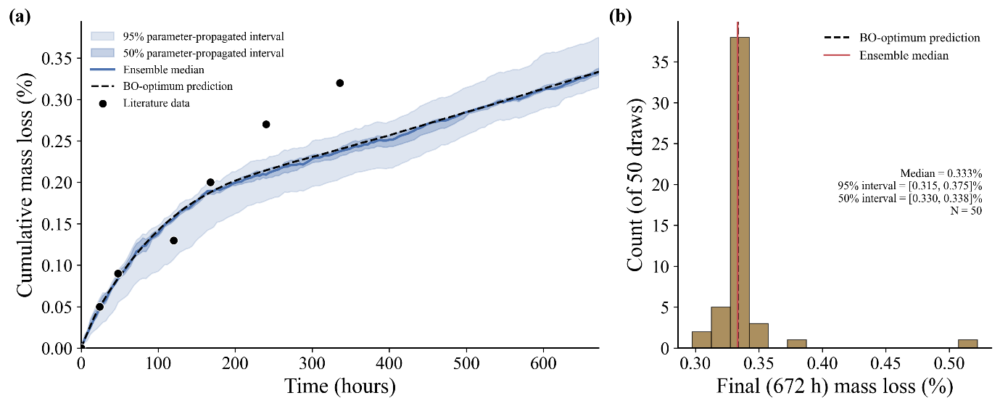 (a)
95% parameter-propagated interval
50% parameter-propagated interval
Ensemble median
BO-optimum prediction
Literature data
Cumulative mass loss (%)
0.35
0.30
0.25
0.20
0.15
0.10
0.05
0.00
0 100 200 300 400 500 600
Time (hours)
(b)
BO-optimum prediction
Ensemble median
Median = 0.333%
95% interval = [0.315, 0.375]%
50% interval = [0.330, 0.338]%
N = 50
Count (of 50 draws)
35
30
25
20
15
10
5
0
0.30 0.35 0.40 0.45 0.50
Final (672 h) mass loss (%)